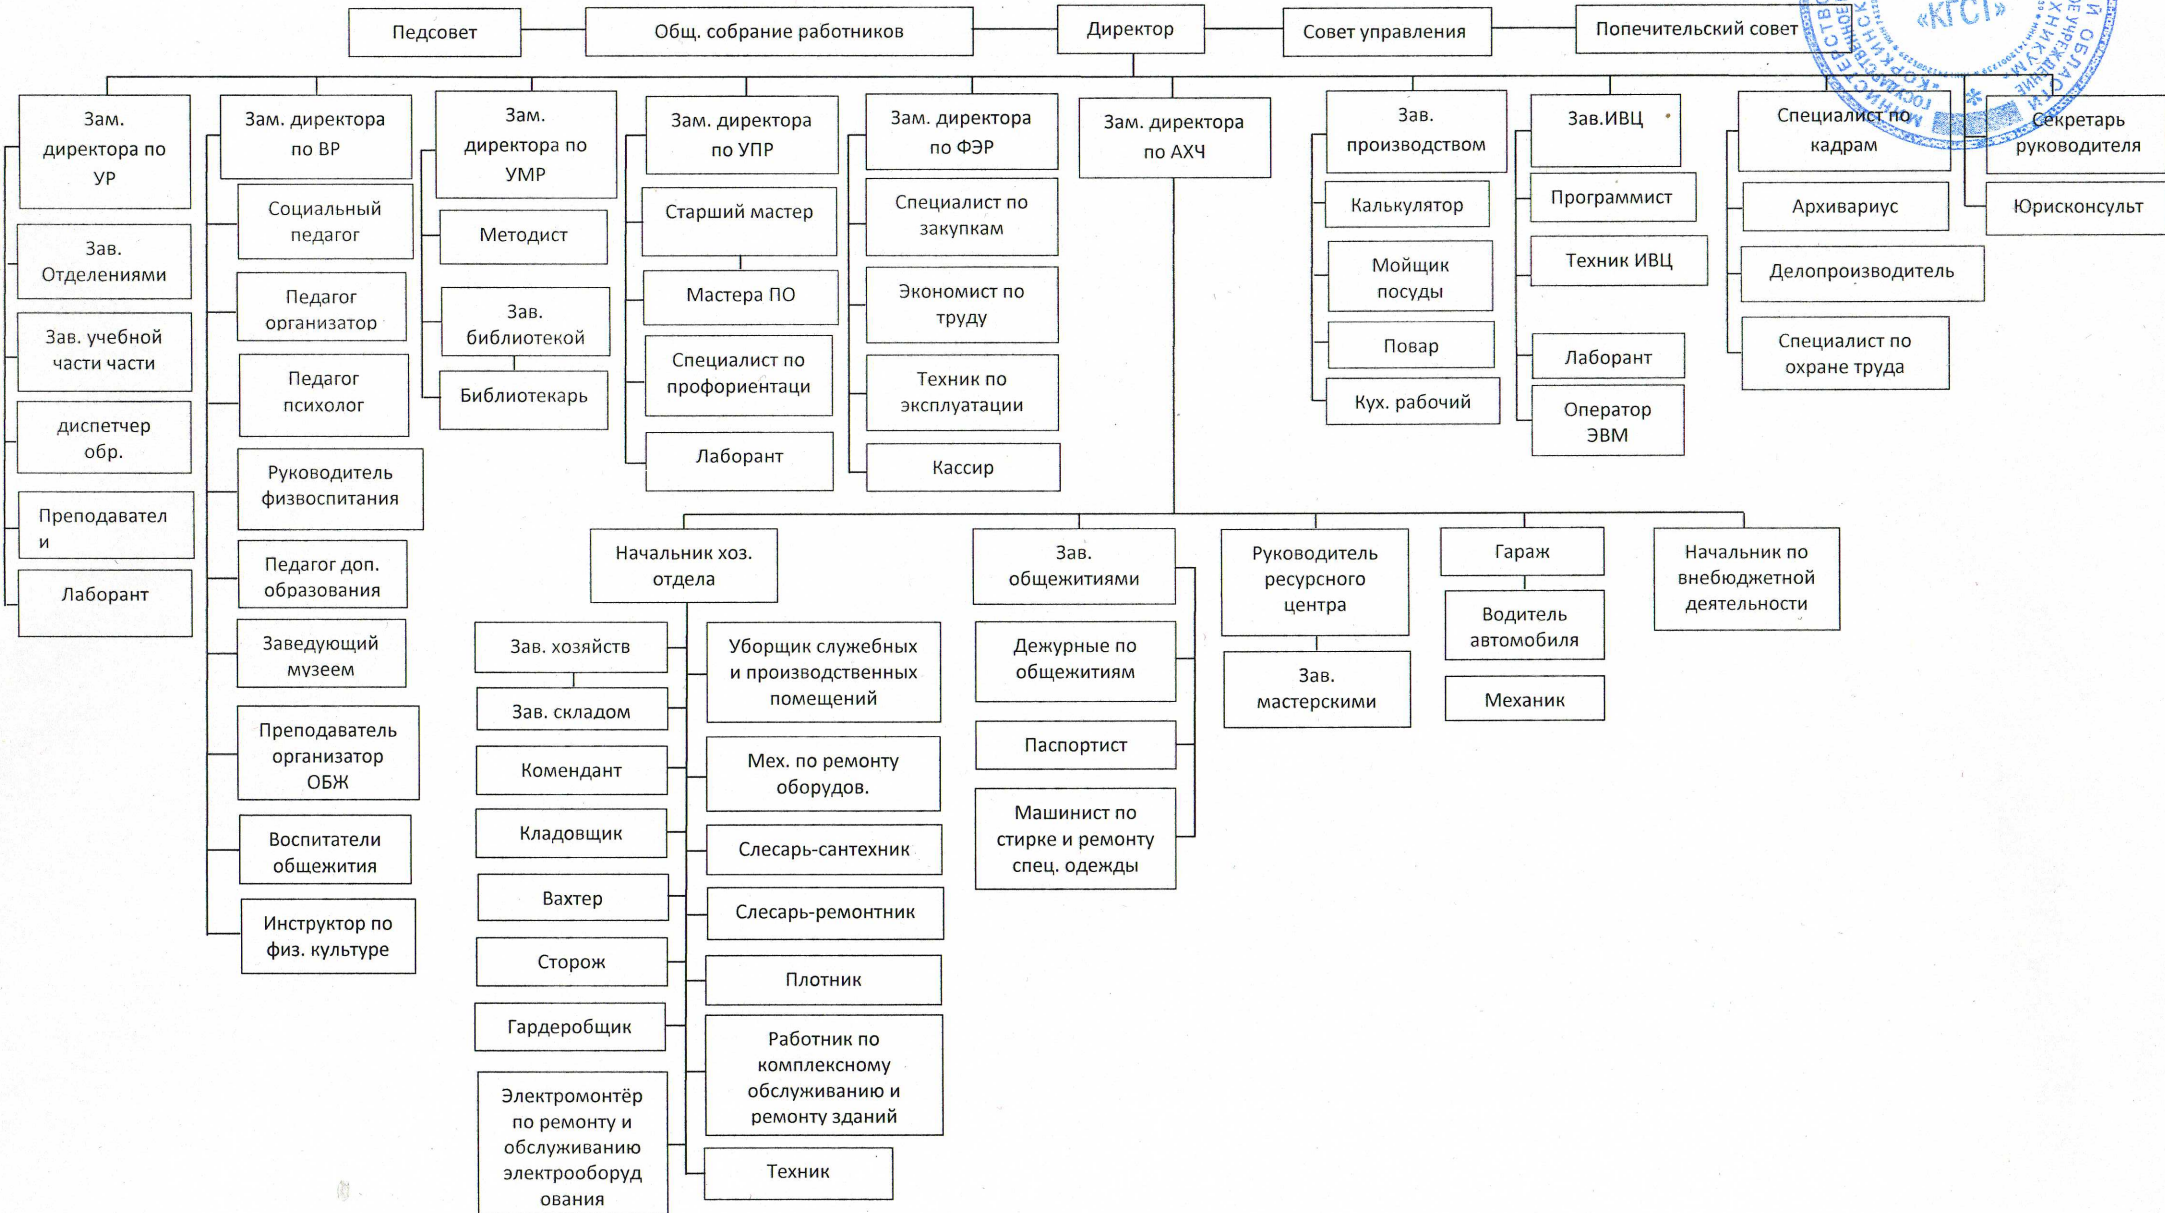 Педсовет
Общ. собрание работников
Директор
Совет управления
Попечительский совет
«КГСТ»
Зам.
директора по
УР
Зав.
Отделениями
Зав. учебной
части части
диспетчер
обр.
Преподавател
и
Лаборант
Зам. директора
по ВР
Социальный
педагог
Педагог
организатор
Педагог
психолог
Руководитель
физвоспитания
Педагог доп.
образования
Заведующий
музеем
Преподаватель
организатор
ОБЖ
Воспитатели
общежития
Инструктор по
физ. культуре
Зам.
директора по
УМР
Методист
Зав.
библиотекой
Библиотекарь
Зам. директора
по УПР
Старший мастер
Мастера ПО
Специалист по
профориентаци
Лаборант
Зам. директора
по ФЭР
Специалист по
закупкам
Экономист по
труду
Техник по
эксплуатации
Кассир
Зам. директора
по АХЧ
Зав.
производством
Калькулятор
Мойщик
посуды
Повар
Кух. рабочий
Зав.ИВЦ
Программист
Техник ИВЦ
Лаборант
Оператор
ЭВМ
Специалист по
кадрам
Архивариус
Делопроизводитель
Специалист по
охране труда
Секретарь
руководителя
Юрисконсульт
Начальник хоз.
отдела
Зав. хозяйств
Зав. складом
Комендант
Кладовщик
Вахтер
Сторож
Гардеробщик
Электромонтёр
по ремонту и
обслуживанию
электрооборуд
ования
Уборщик служебных
и производственных
помещений
Мех. по ремонту
оборудов.
Слесарь-сантехник
Слесарь-ремонтник
Плотник
Работник по
комплексному
обслуживанию и
ремонту зданий
Техник
Зав.
общежитиями
Дежурные по
общежитиям
Паспортист
Машинист по
стирке и ремонту
спец. одежды
Руководитель
ресурсного
центра
Зав.
мастерскими
Гараж
Водитель
автомобиля
Механик
Начальник по
внебюджетной
деятельности